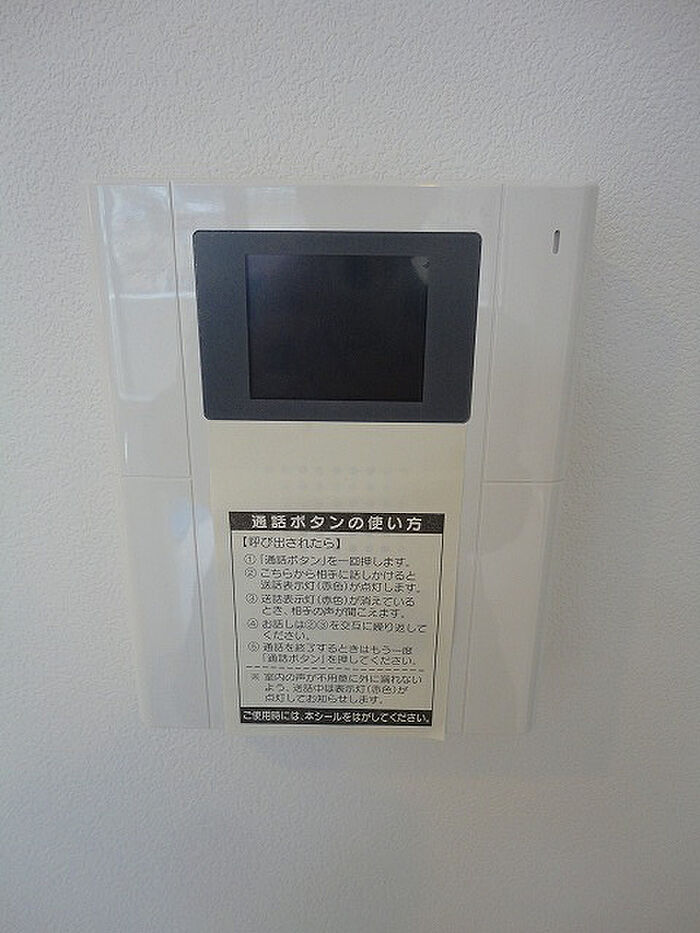 通話ボタンの使い方
【呼び出されたら】
①「通話ボタン」を一回押します。
②こちらから相手に話しかけると
送話表示灯(赤色)が点灯します。
③送話表示灯(赤色)が消えている
とき、相手の声が聞こえます。
④お話しは②③を交互に繰り返して
ください。
⑤通話を終了するときはもう一度
「通話ボタン」を押してください。
※室内の声が不用意に外に漏れない
よう、送話中は表示灯(赤色)が
点灯してお知らせします。
ご使用時には、本シールをはがしてください。